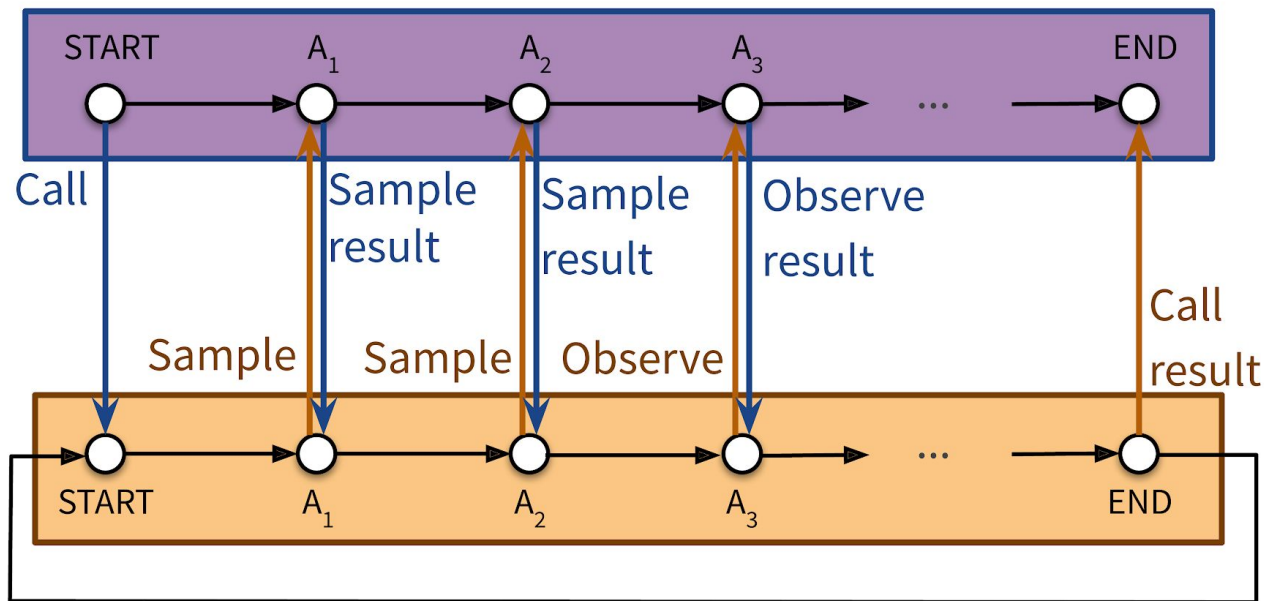 START A₁ A₂ A₃ END
...
Call
Sample
result
Sample
result
Observe
result
Call
result
Sample
Sample
Observe
...
START A₁ A₂ A₃ END